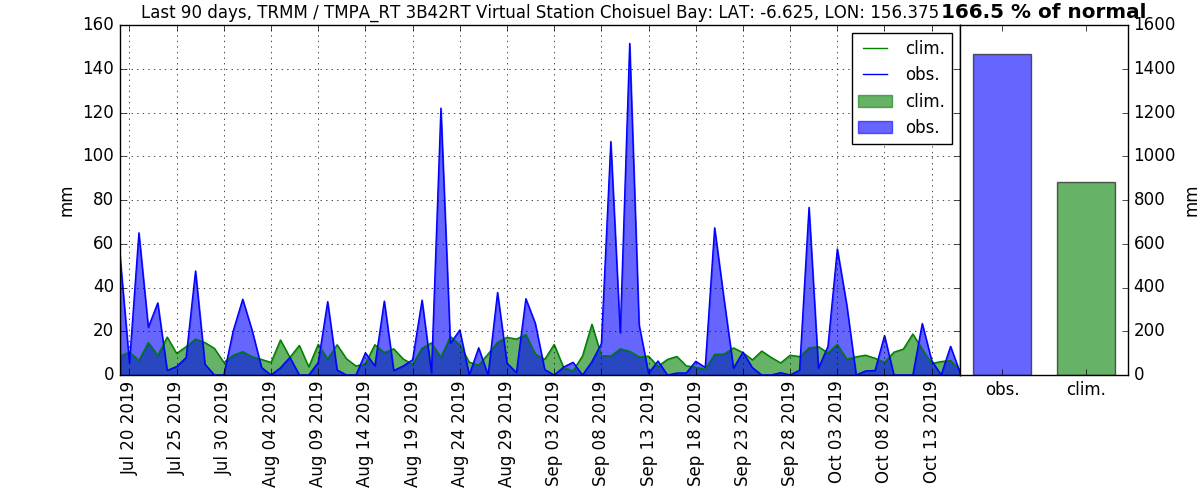 Last 90 days, TRMM / TMPA_RT 3B42RT Virtual Station Choisuel Bay: LAT: -6.625, LON: 156.375
166.5 % of normal
160
140
120
100
80
60
40
20
0
mm
clim.
obs.
clim.
obs.
1600
1400
1200
1000
800
600
400
200
0
mm
obs.
clim.
Jul 20 2019
Jul 25 2019
Jul 30 2019
Aug 04 2019
Aug 09 2019
Aug 14 2019
Aug 19 2019
Aug 24 2019
Aug 29 2019
Sep 03 2019
Sep 08 2019
Sep 13 2019
Sep 18 2019
Sep 23 2019
Sep 28 2019
Oct 03 2019
Oct 08 2019
Oct 13 2019